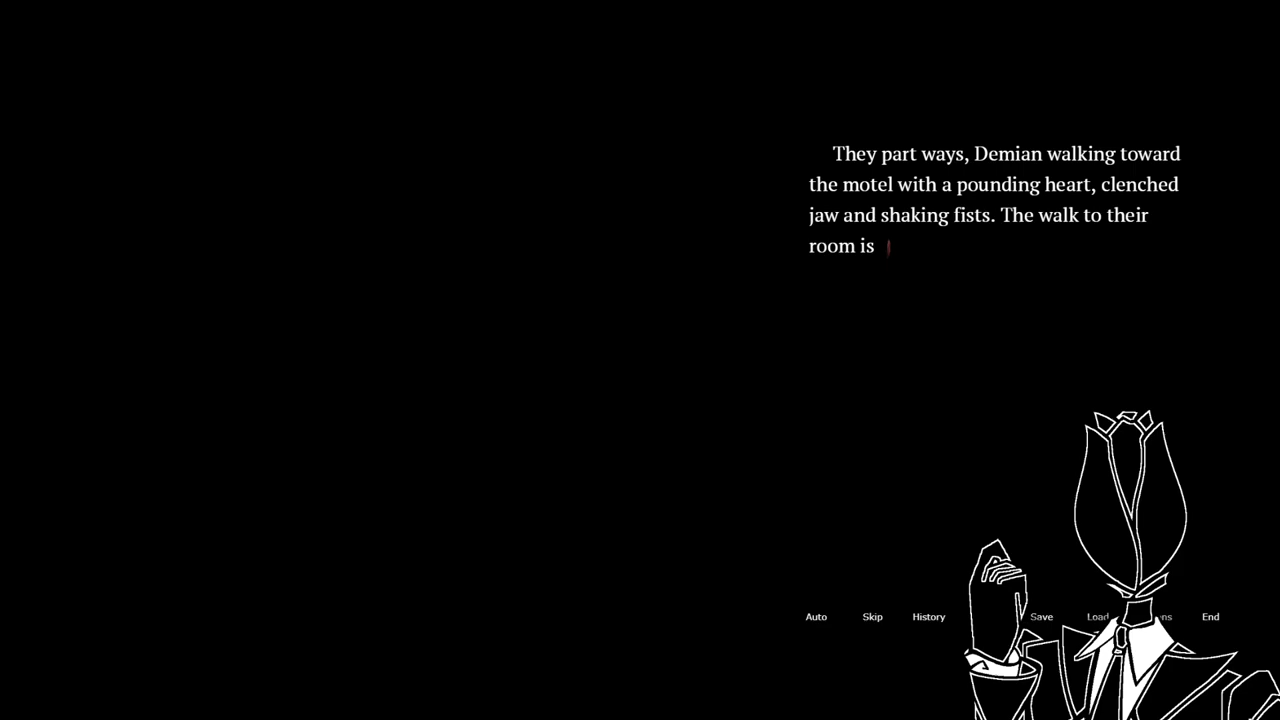 They part ways, Demian walking toward
the motel with a pounding heart, clenched
jaw and shaking fists. The walk to their
room is
Auto Skip History Save Load End